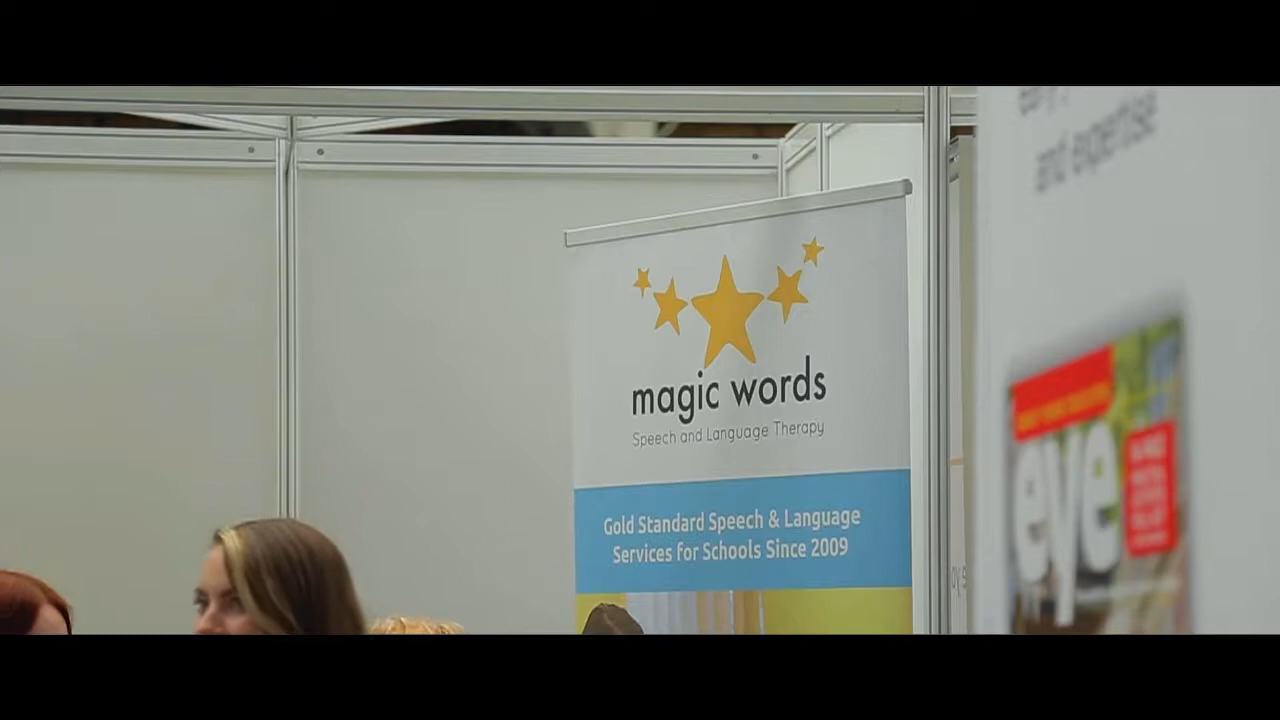 magic words
Speech and Language Therapy
Gold Standard Speech & Language
Services for Schools Since 2009
and expertise
eye